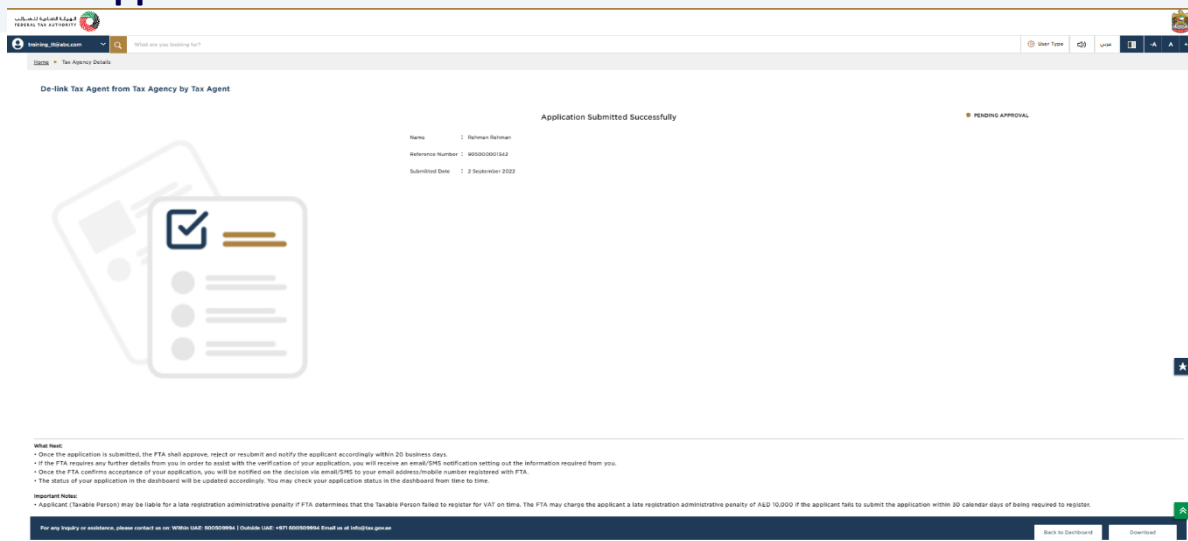 الهيئة الاتحادية للضرائب
FEDERAL TAX AUTHORITY
training_tt@abc.com
What are you looking for?
User Type
عربي
-A A +
Home Tax Agency Details
De-link Tax Agent from Tax Agency by Tax Agent
Application Submitted Successfully
PENDING APPROVAL
Name : Rehman Rehman
Reference Number : 905000001542
Submitted Date : 2 September 2022
What Next:
• Once the application is submitted, the FTA shall approve, reject or resubmit and notify the applicant accordingly within 20 business days.
• If the FTA requires any further details from you in order to assist with the verification of your application, you will receive an email/SMS notification setting out the information required from you.
• Once the FTA confirms acceptance of your application, you will be notified on the decision via email/SMS to your email address/mobile number registered with FTA.
• The status of your application in the dashboard will be updated accordingly. You may check your application status in the dashboard from time to time.
Important Notes:
• Applicant (Taxable Person) may be liable for a late registration administrative penalty if FTA determines that the Taxable Person failed to register for VAT on time. The FTA may charge the applicant a late registration administrative penalty of AED 10,000 if the applicant fails to submit the application within 30 calendar days of being required to register.
For any inquiry or assistance, please contact us on: Within UAE: 600509994 | Outside UAE: +971 600509994 Email us at info@tax.gov.ae
Back to Dashboard
Download